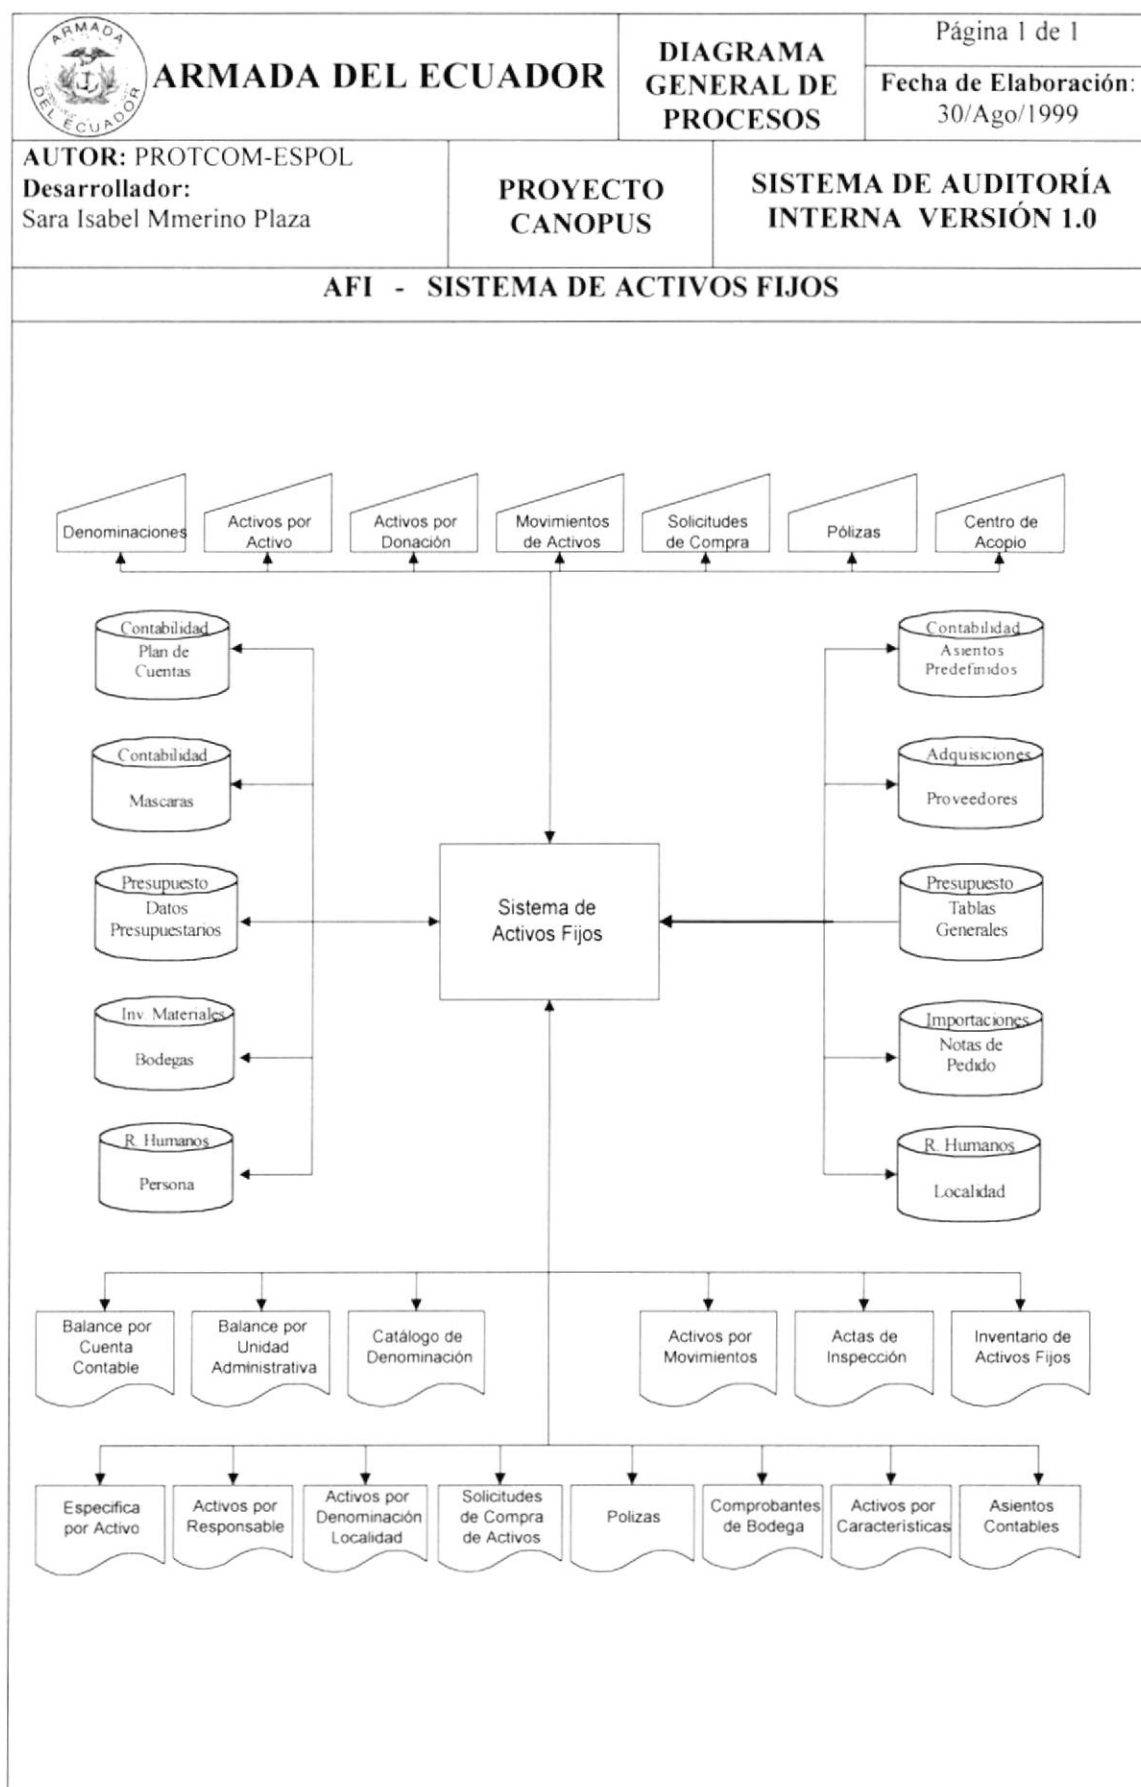 ARMADA
DEL ECUADOR
ARMADA DEL ECUADOR
DIAGRAMA
GENERAL DE
PROCESOS
Página 1 de 1
Fecha de Elaboración:
30/Ago/1999
AUTOR: PROTCOM-ESPOL
Desarrollador:
Sara Isabel Mmerino Plaza
PROYECTO
CANOPUS
SISTEMA DE AUDITORÍA
INTERNA VERSIÓN 1.0
AFI - SISTEMA DE ACTIVOS FIJOS
Denominaciones
Activos por
Activo
Activos por
Donación
Movimientos
de Activos
Solicitudes
de Compra
Pólizas
Centro de
Acopio
Contabilidad
Plan de
Cuentas
Contabilidad
Mascaras
Presupuesto
Datos
Presupuestarios
Inv. Materiales
Bodegas
R. Humanos
Persona
Sistema de
Activos Fijos
Contabilidad
Asientos
Predefinidos
Adquisiciones
Proveedores
Presupuesto
Tablas
Generales
Importaciones
Notas de
Pedido
R. Humanos
Localidad
Balance por
Cuenta
Contable
Balance por
Unidad
Administrativa
Catálogo de
Denominación
Activos por
Movimientos
Actas de
Inspección
Inventario de
Activos Fijos
Especifica
por Activo
Activos por
Responsable
Activos por
Denominación
Localidad
Solicitudes
de Compra
de Activos
Polizas
Comprobantes
de Bodega
Activos por
Características
Asientos
Contables